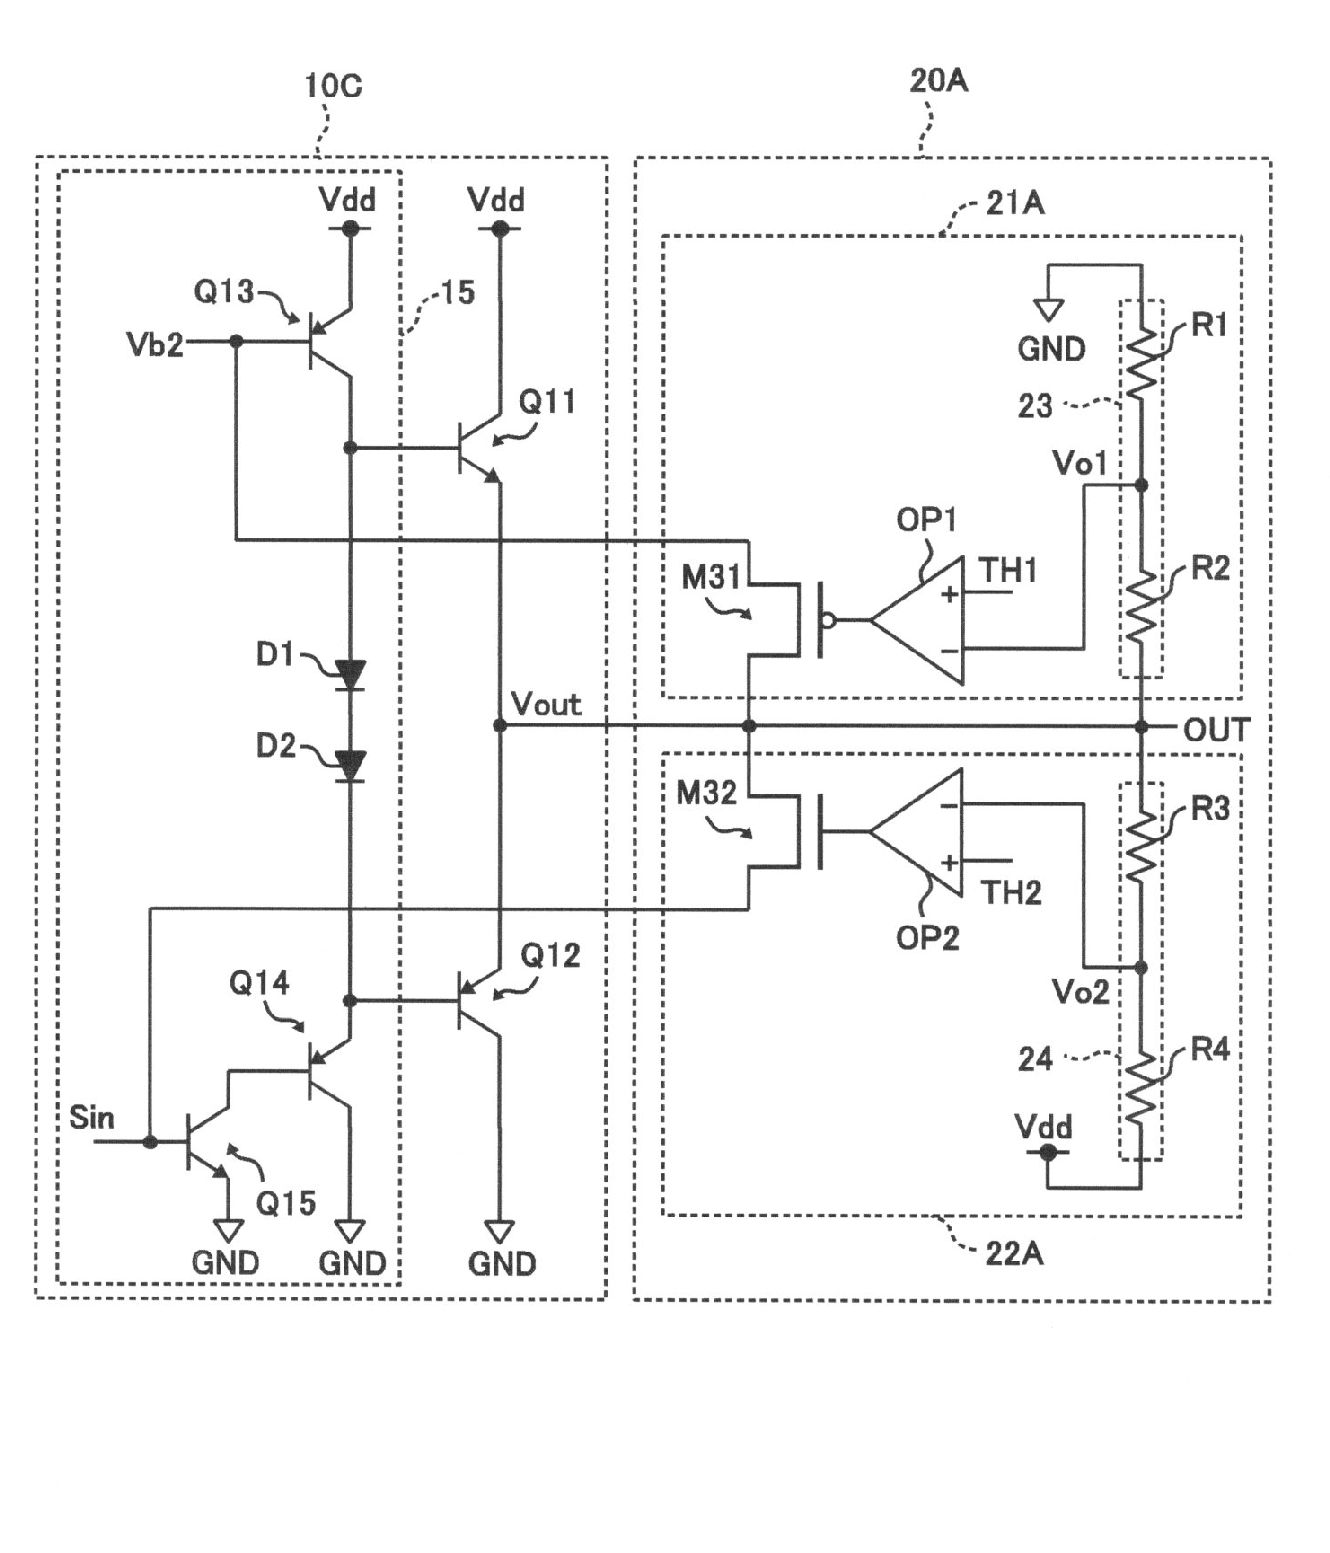 10C
20A
21A
Vdd
Vdd
Q13
15
Vb2
GND
R1
23
Q11
Vo1
OP1
TH1
M31
R2
D1
Vout
OUT
D2
M32
R3
TH2
OP2
Q12
Q14
Vo2
24
R4
Sin
Vdd
Q15
GND
GND
GND
22A